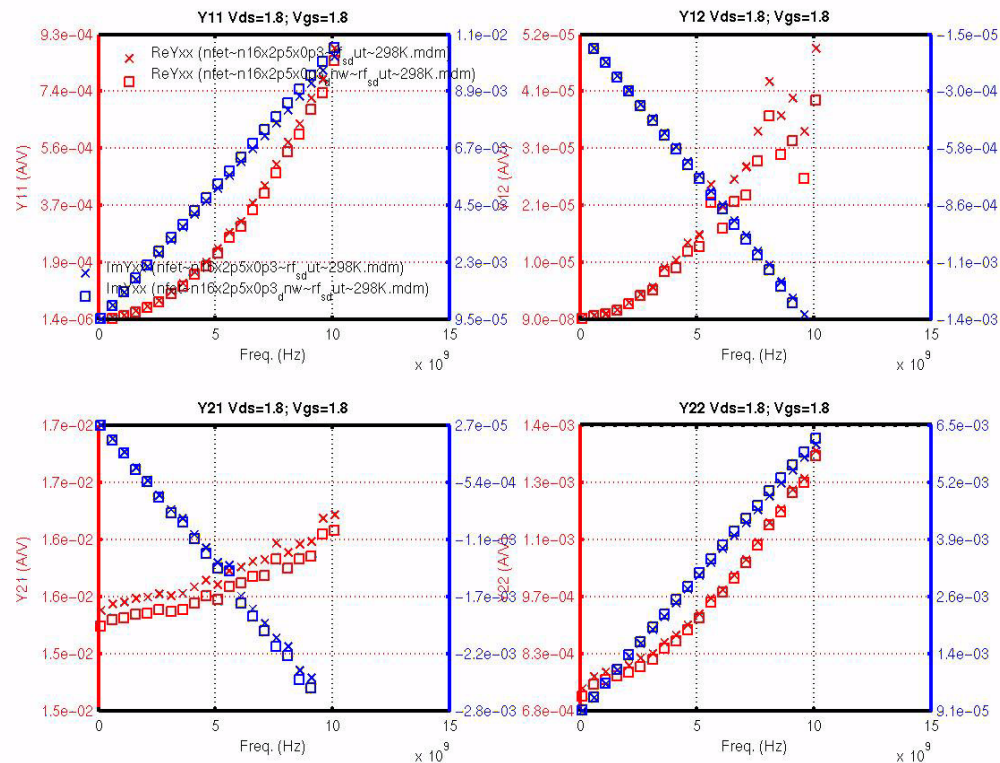 Y11 Vds=1.8; Vgs=1.8
9.3e-04
7.4e-04
5.6e-04
3.7e-04
1.9e-04
1.4e-06
Y11 (A/V)
1.1e-02
8.9e-03
6.7e-03
4.5e-03
2.3e-03
9.5e-05
ReYxx (nfet~n16x2p5x0p3~rf_sd ut~298K.mdm)
ReYxx (nfet~n16x2p5x0p3_d nw~rf_sd ut~298K.mdm)
ImYxx (nfet~n16x2p5x0p3~rf_sd ut~298K.mdm)
ImYxx (nfet~n16x2p5x0p3_d nw~rf_sd ut~298K.mdm)
0 5 10 15
Freq. (Hz)
x 10^9
Y12 Vds=1.8; Vgs=1.8
5.2e-05
4.1e-05
3.1e-05
2.1e-05
1.0e-05
9.0e-08
Y12 (A/V)
-1.5e-05
-3.0e-04
-5.8e-04
-8.6e-04
-1.1e-03
-1.4e-03
0 5 10 15
Freq. (Hz)
x 10^9
Y21 Vds=1.8; Vgs=1.8
1.7e-02
1.7e-02
1.6e-02
1.6e-02
1.5e-02
1.5e-02
Y21 (A/V)
2.7e-05
-5.4e-04
-1.1e-03
-1.7e-03
-2.2e-03
-2.8e-03
0 5 10 15
Freq. (Hz)
x 10^9
Y22 Vds=1.8; Vgs=1.8
1.4e-03
1.3e-03
1.1e-03
9.7e-04
8.3e-04
6.8e-04
Y22 (A/V)
6.5e-03
5.2e-03
3.9e-03
2.6e-03
1.4e-03
9.1e-05
0 5 10 15
Freq. (Hz)
x 10^9